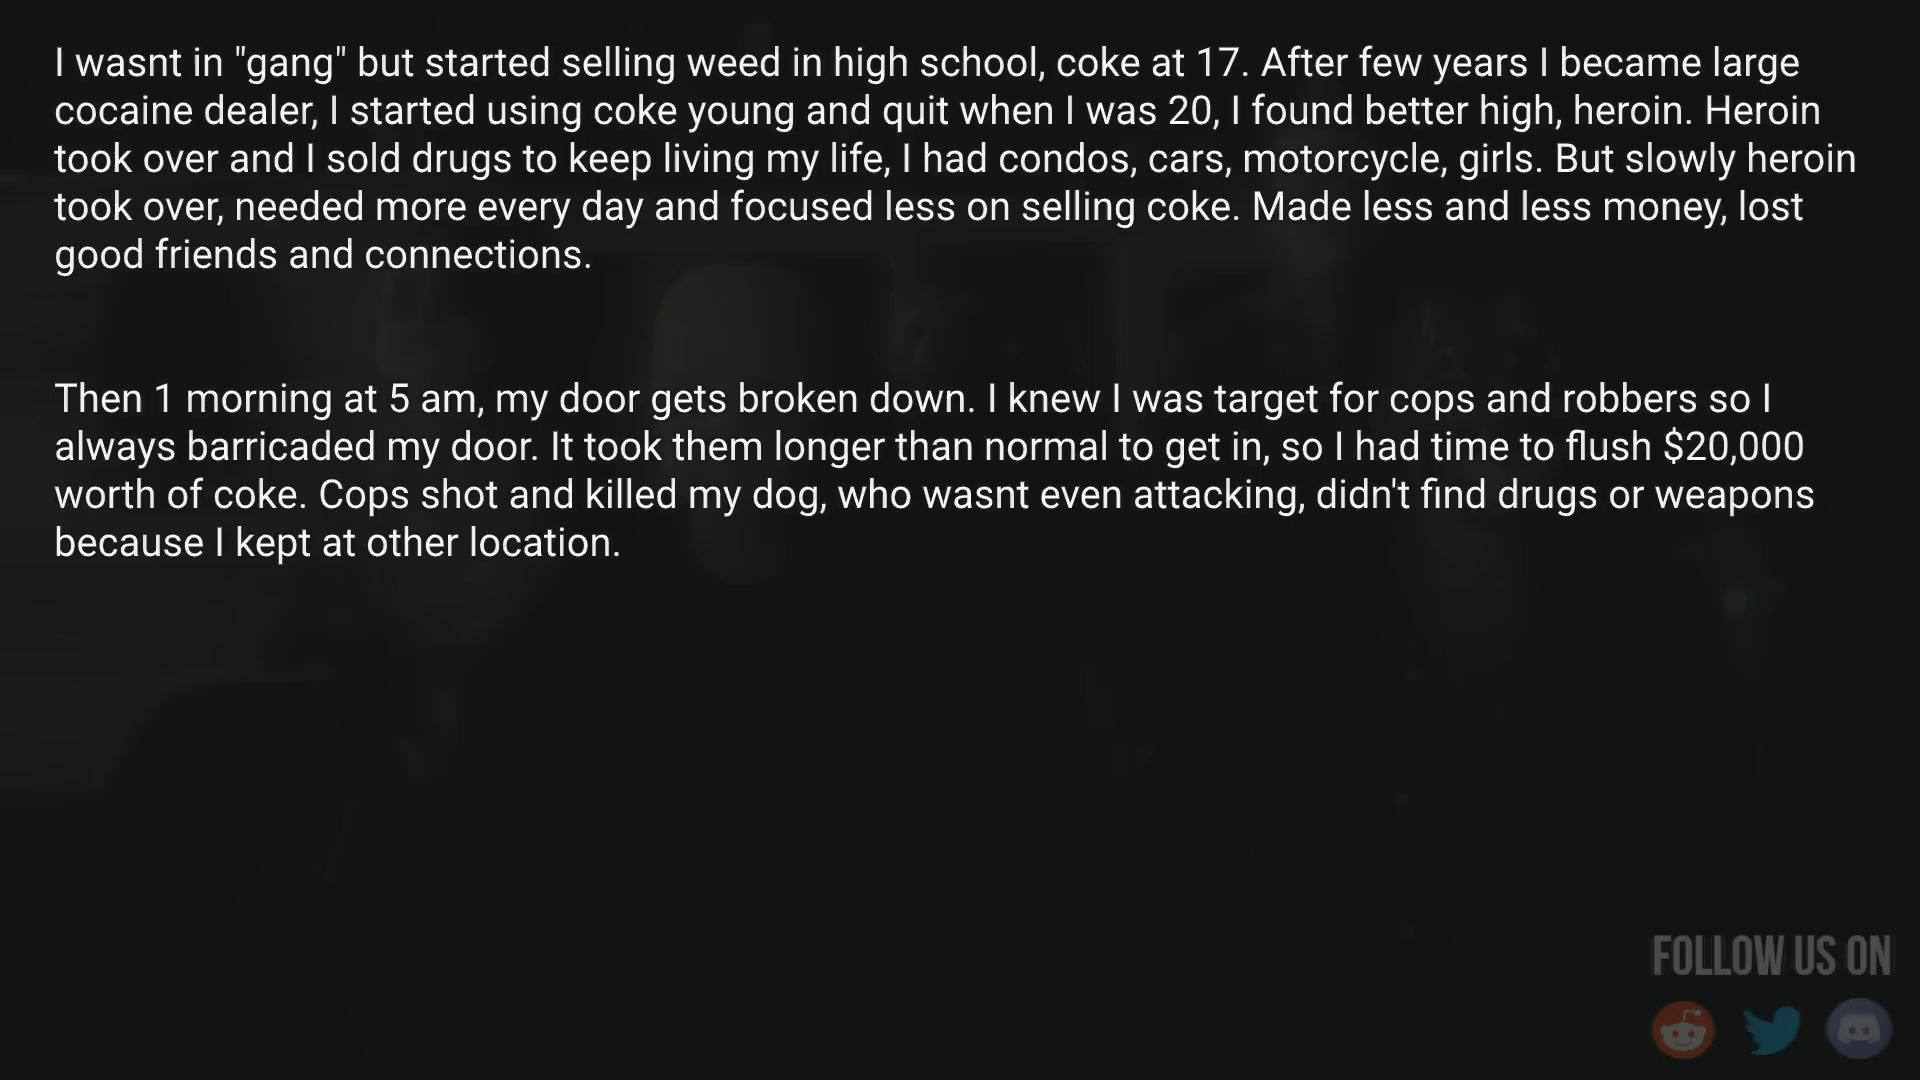 I wasnt in "gang" but started selling weed in high school, coke at 17. After few years I became large
cocaine dealer, I started using coke young and quit when I was 20, I found better high, heroin. Heroin
took over and I sold drugs to keep living my life, I had condos, cars, motorcycle, girls. But slowly heroin
took over, needed more every day and focused less on selling coke. Made less and less money, lost
good friends and connections.
Then 1 morning at 5 am, my door gets broken down. I knew I was target for cops and robbers so I
always barricaded my door. It took them longer than normal to get in, so I had time to flush $20,000
worth of coke. Cops shot and killed my dog, who wasnt even attacking, didn't find drugs or weapons
because I kept at other location.
FOLLOW US ON